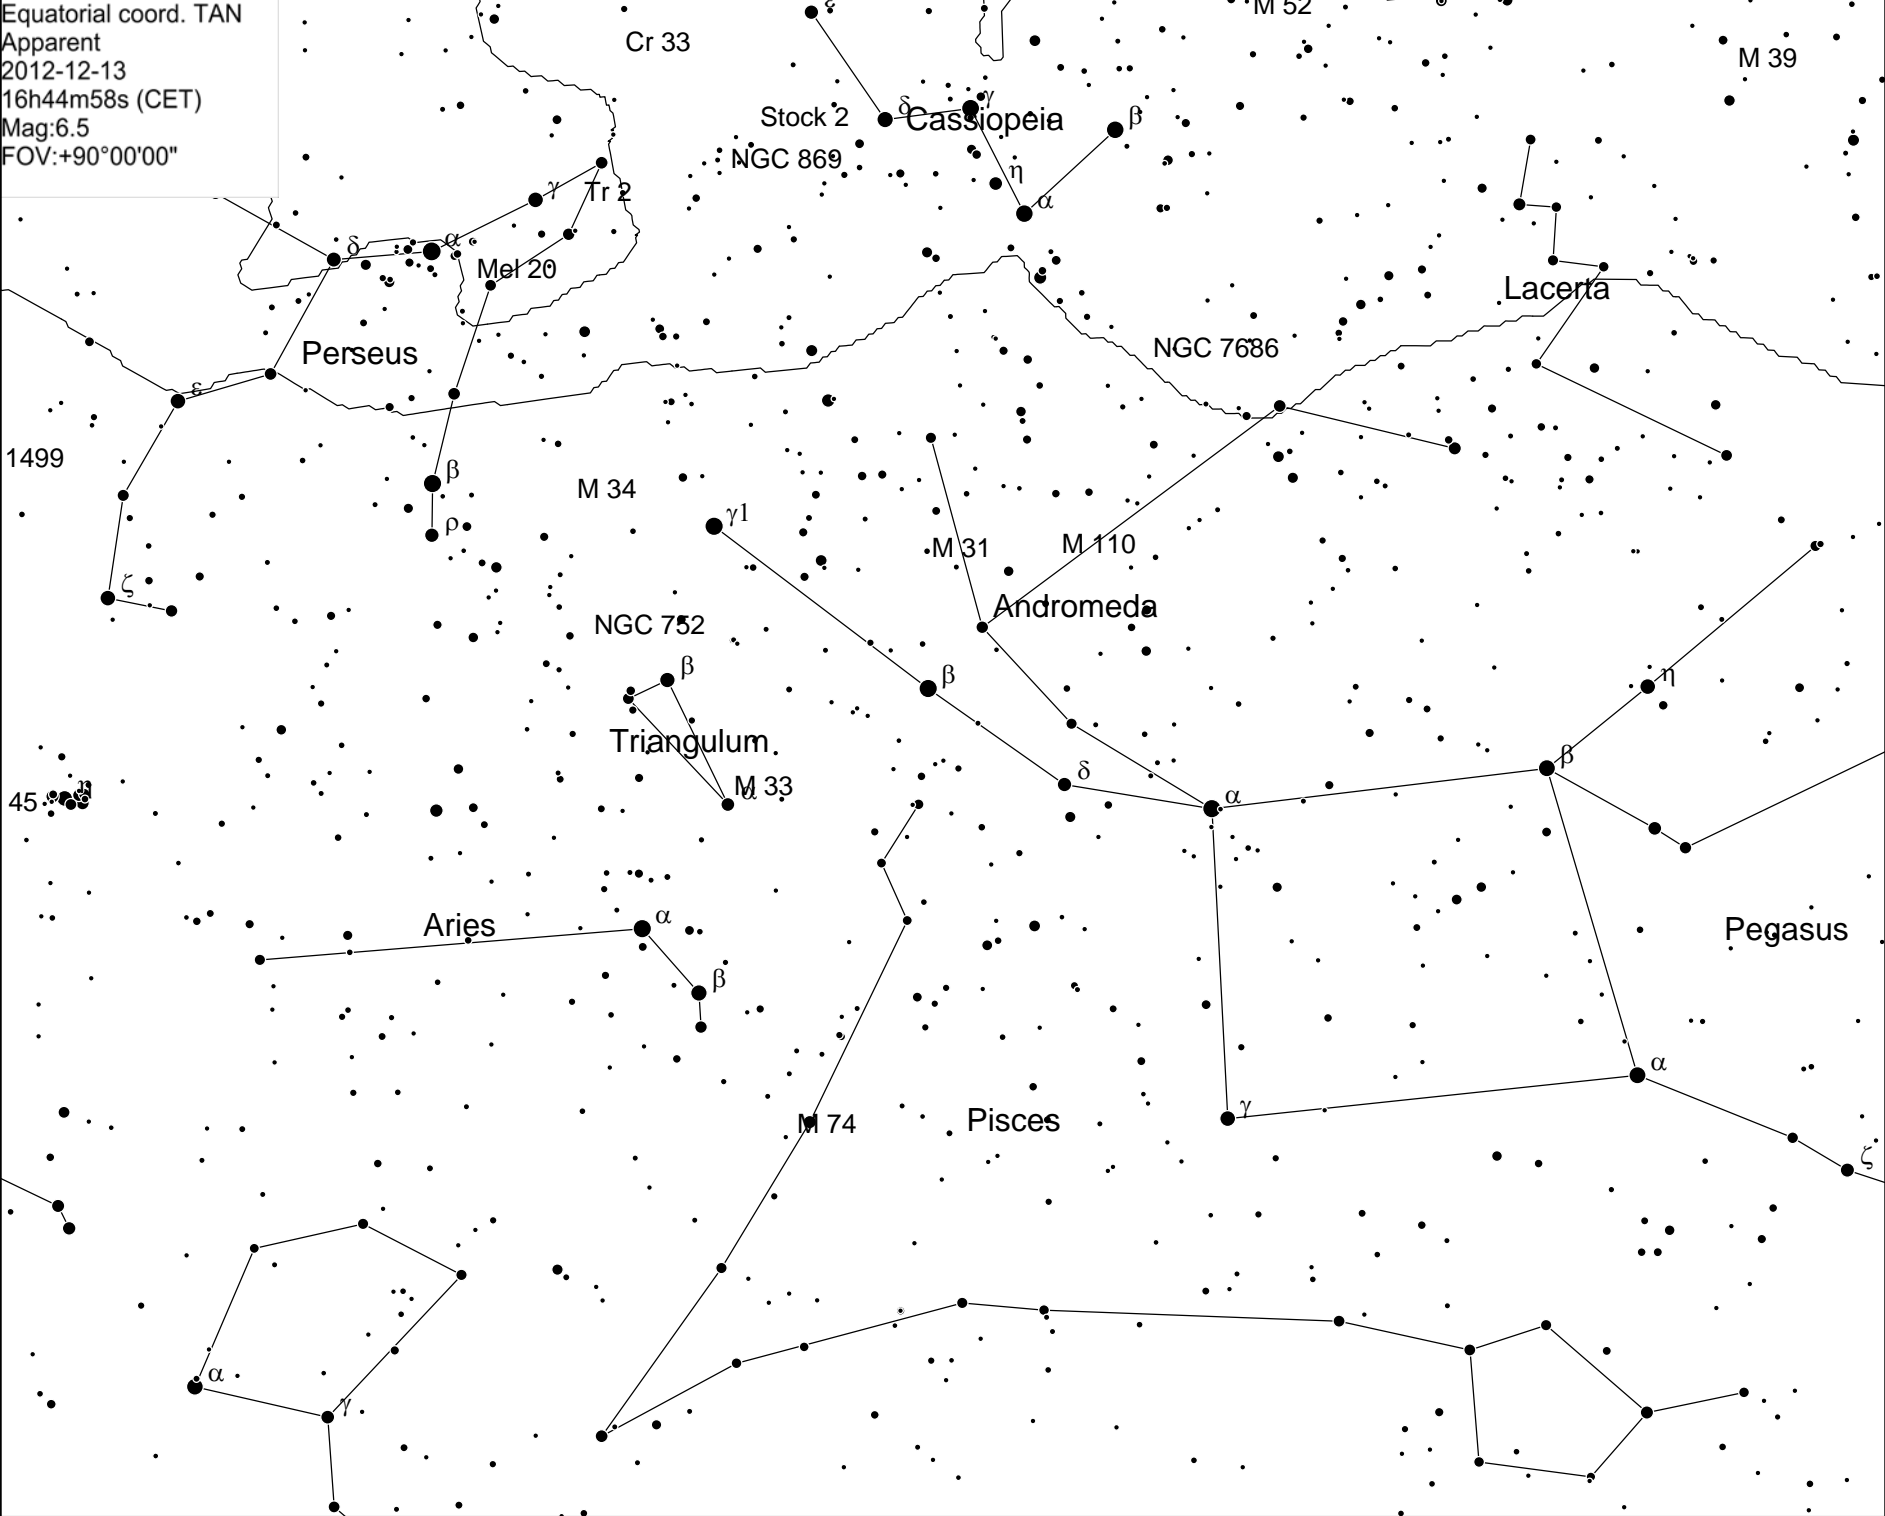 Equatorial coord. TAN
Apparent
2012-12-13
16h44m58s (CET)
Mag:6.5
FOV:+90°00'00"
ε
M 52
Cr 33
M 39
Stock 2
δ
γ
Cassiopeia
β
NGC 869
η
α
γ
Tr 2
δ
α
Mel 20
Lacerta
Perseus
NGC 7686
ε
1499
β
M 34
ρ
γ1
M 31
M 110
ζ
Andromeda
NGC 752
β
β
η
Triangulum
M 33
α
δ
α
β
45
η
Aries
α
Pegasus
β
α
M 74
Pisces
γ
ζ
α
γ